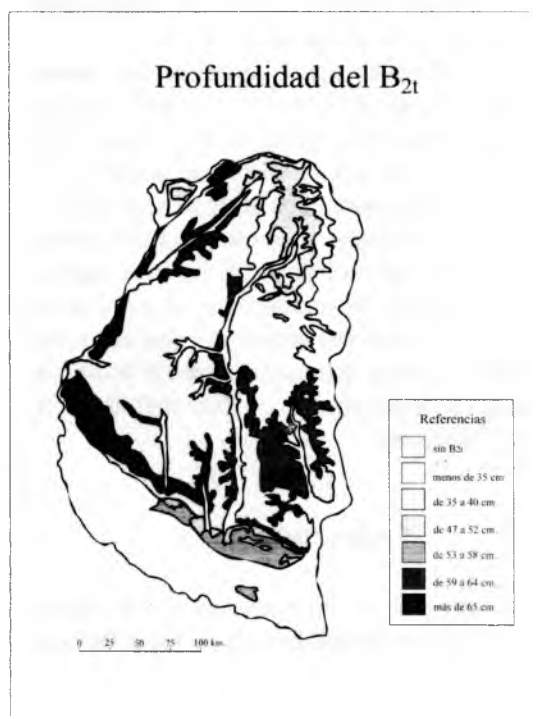 Profundidad del B2t
Referencias
sin B2t
menos de 35 cm
de 35 a 40 cm
de 47 a 52 cm
de 53 a 58 cm
de 59 a 64 cm
más de 65 cm
0 25 50 75 100 km.